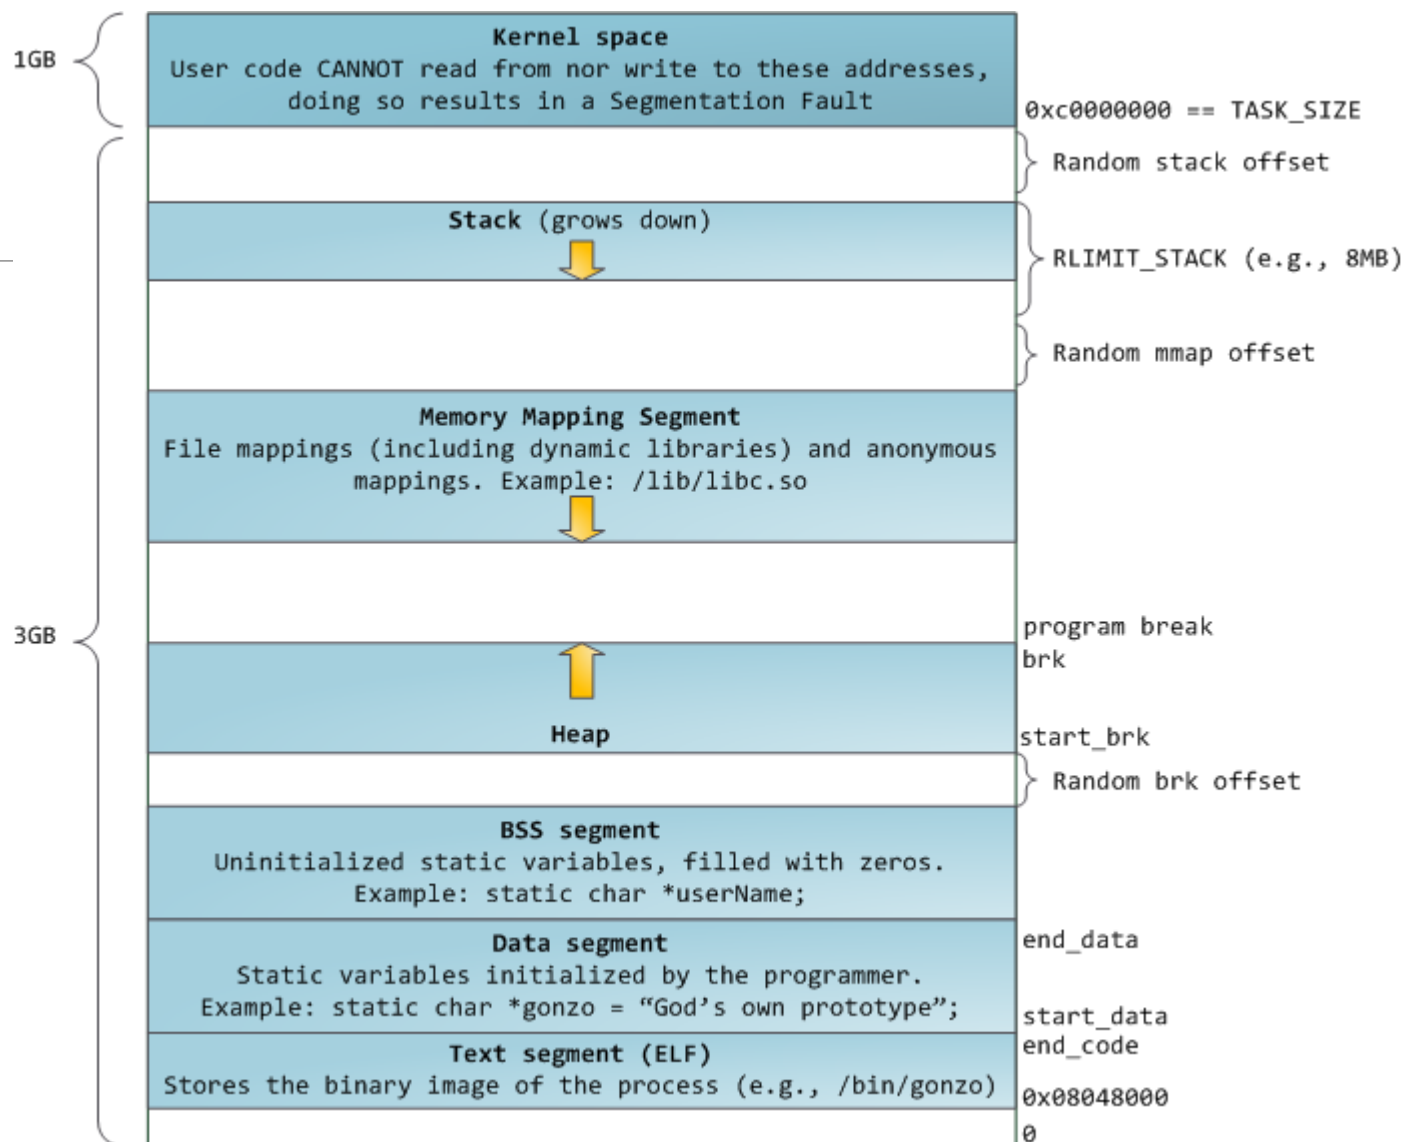 1GB
Kernel space
User code CANNOT read from nor write to these addresses,
doing so results in a Segmentation Fault
0xc0000000 == TASK_SIZE
Random stack offset
Stack (grows down)
RLIMIT_STACK (e.g., 8MB)
Random mmap offset
Memory Mapping Segment
File mappings (including dynamic libraries) and anonymous
mappings. Example: /lib/libc.so
3GB
program break
brk
Heap
start_brk
Random brk offset
BSS segment
Uninitialized static variables, filled with zeros.
Example: static char *userName;
Data segment
end_data
Static variables initialized by the programmer.
Example: static char *gonzo = “God’s own prototype”;
start_data
end_code
Text segment (ELF)
Stores the binary image of the process (e.g., /bin/gonzo)
0x08048000
0